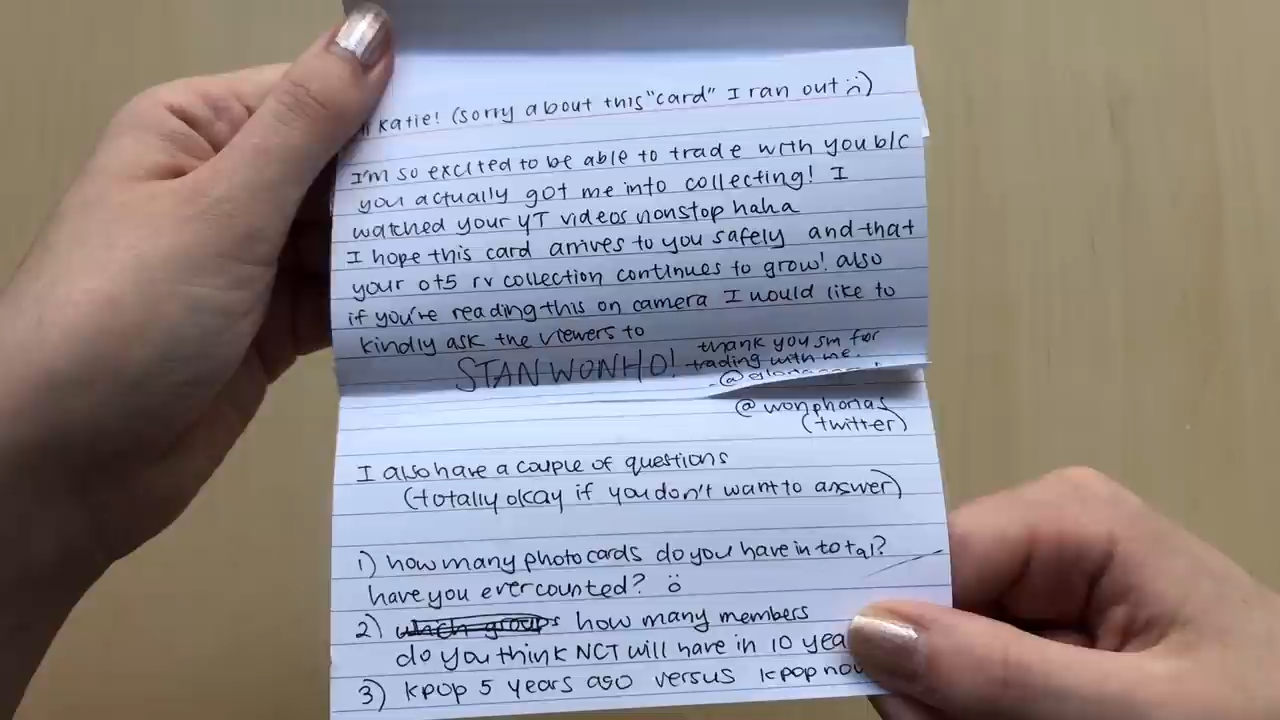 Katie! (sorry about this "card" I ran out :()
I'm so excited to be able to trade with you b/c
you actually got me into collecting! I
watched your YT videos nonstop haha
I hope this card arrives to you safely and that
your ot5 rv collection continues to grow! also
if you're reading this on camera I would like to
kindly ask the viewers to
STAN WONHO!
thank you sm for
trading with me.
@wonphorias
(twitter)
I also have a couple of questions
(totally okay if you don't want to answer)
1) how many photocards do you have in total?
have you ever counted? ö
2) how many members
do you think NCT will have in 10
3) kpop 5 years ago versus kpop now